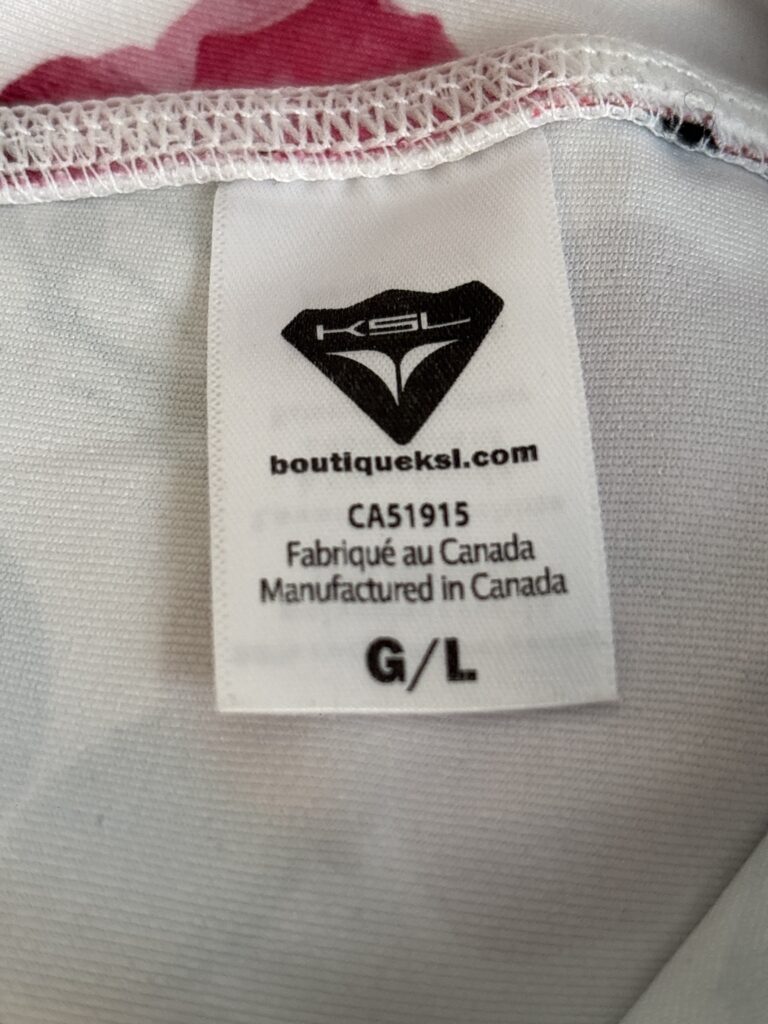 KSL
boutiqueksl.com
CA51915
Fabriqué au Canada
Manufactured in Canada
G/L